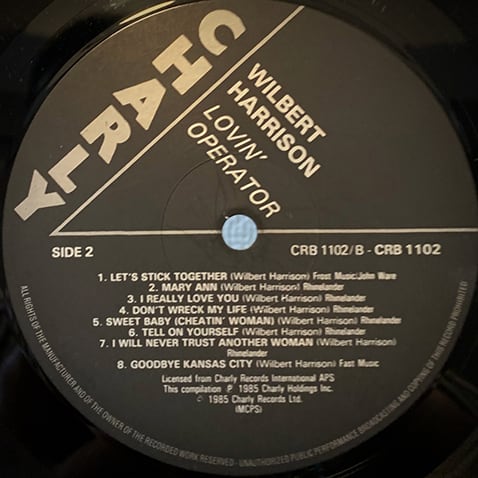 CHARLY
WILBERT
HARRISON
LOVIN'
OPERATOR
SIDE 2
CRB 1102/B - CRB 1102
1. LET'S STICK TOGETHER (Wilbert Harrison) Frost Music/John Ware
2. MARY ANN (Wilbert Harrison) Rhinelander
3. I REALLY LOVE YOU (Wilbert Harrison) Rhinelander
4. DON'T WRECK MY LIFE (Wilbert Harrison) Rhinelander
5. SWEET BABY (CHEATIN' WOMAN) (Wilbert Harrison) Rhinelander
6. TELL ON YOURSELF (Wilbert Harrison) Rhinelander
7. I WILL NEVER TRUST ANOTHER WOMAN (Wilbert Harrison)
Rhinelander
8. GOODBYE KANSAS CITY (Wilbert Harrison) Fast Music
Licensed from Charly Records International APS
This compilation ℗ 1985 Charly Holdings Inc.
© 1985 Charly Records Ltd.
(MCPS)
ALL RIGHTS OF THE MANUFACTURER AND OF THE OWNER OF THE RECORDED WORK RESERVED - UNAUTHORIZED PUBLIC PERFORMANCE BROADCASTING AND COPYING OF THIS RECORD PROHIBITED